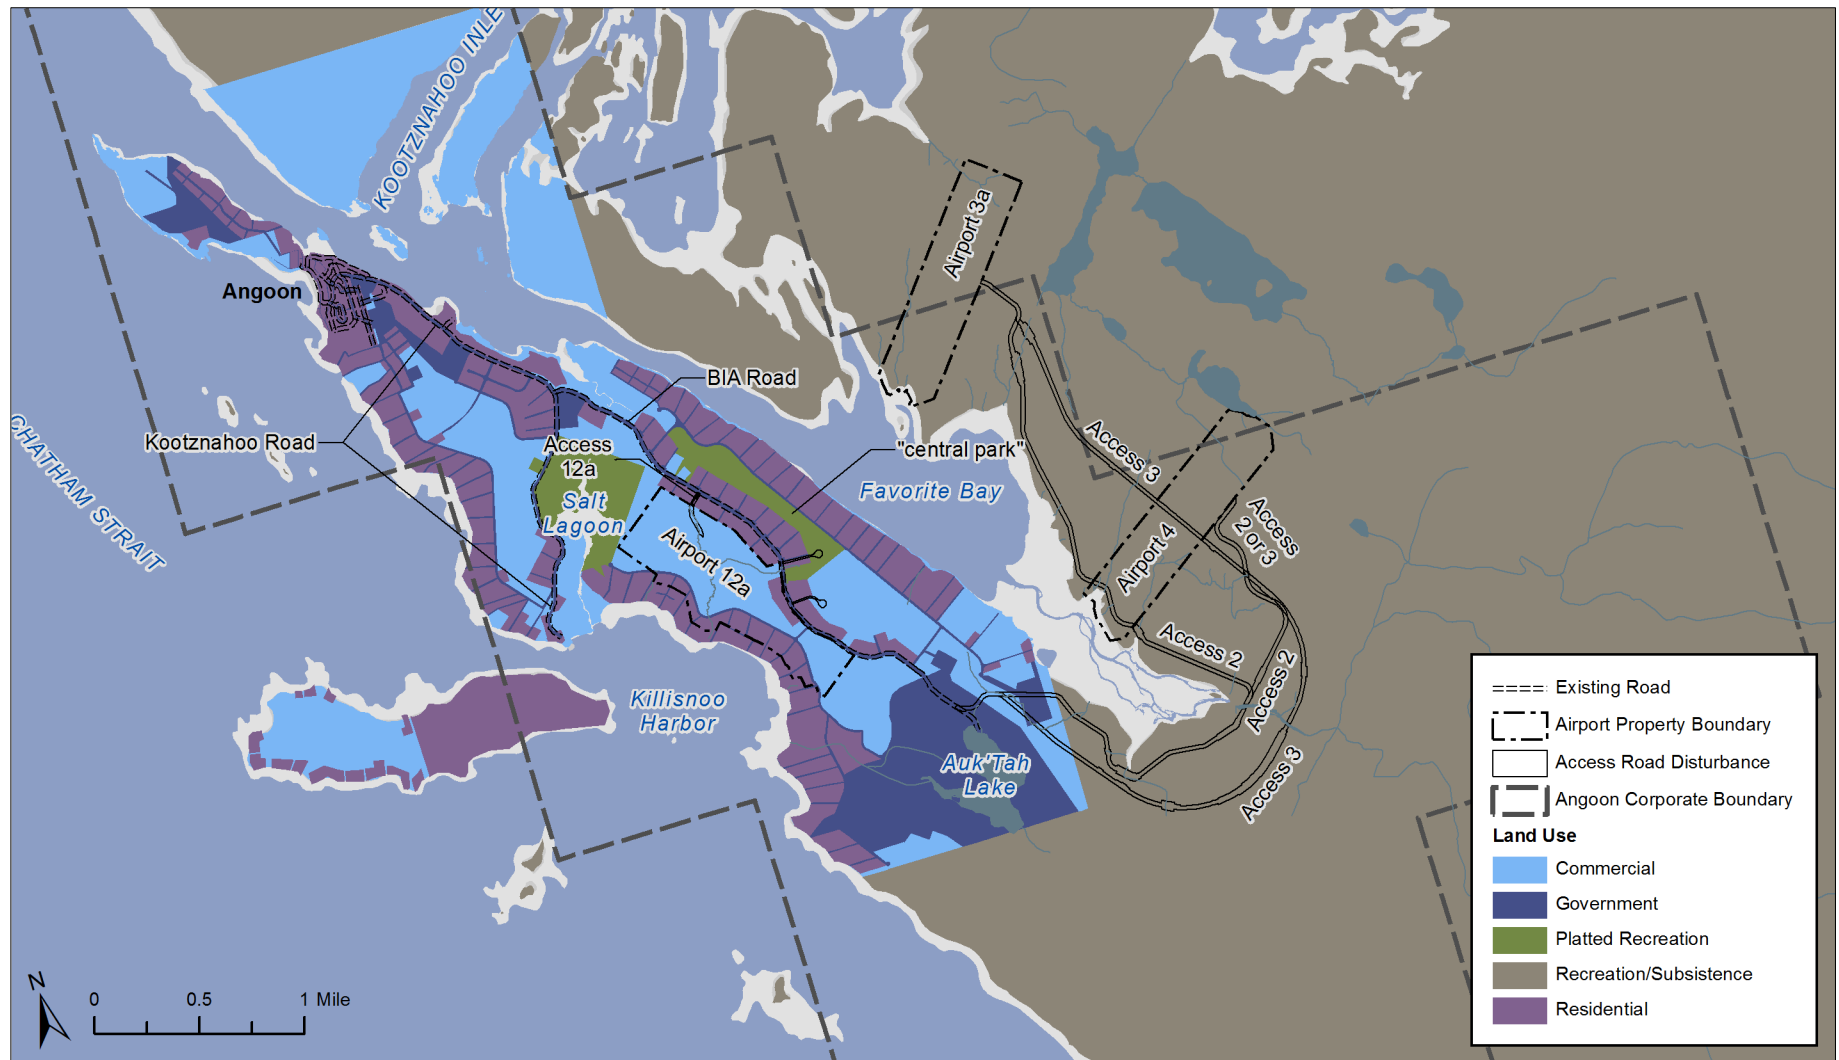 KOOTZNAHOO INLE
Airport 3a
Angoon
BIA Road
Kootznahoo Road
Access
12a
"central park"
Access 3
CHATHAM STRAIT
Salt
Lagoon
Favorite Bay
Airport 12a
Airport 4
Access
2 or 3
Access 2
Access 2
Killisnoo
Harbor
Auk'Tah
Lake
Access 3
Existing Road
Airport Property Boundary
Access Road Disturbance
Angoon Corporate Boundary
Land Use
Commercial
Government
Platted Recreation
Recreation/Subsistence
Residential
N
0 0.5 1 Mile